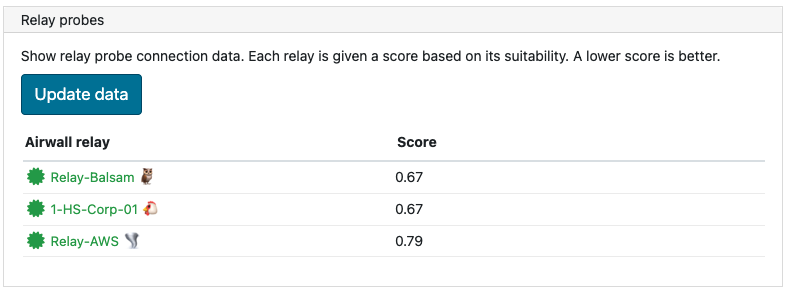 Relay probes
Show relay probe connection data. Each relay is given a score based on its suitability. A lower score is better.
Update data
Airwall relay Score
Relay-Balsam 0.67
1-HS-Corp-01 0.67
Relay-AWS 0.79